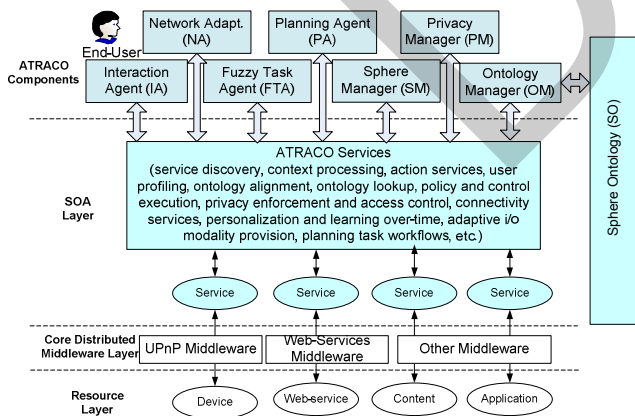 Network Adapt.
(NA)
Planning Agent
(PA)
Privacy
Manager (PM)
End-User
ATRACO
Components
Interaction
Agent (IA)
Fuzzy Task
Agent (FTA)
Sphere
Manager (SM)
Ontology
Manager (OM)
Sphere Ontology (SO)
SOA
Layer
ATRACO Services
(service discovery, context processing, action services, user
profiling, ontology alignment, ontology lookup, policy and control
execution, privacy enforcement and access control, connectivity
services, personalization and learning over-time, adaptive i/o
modality provision, planning task workflows, etc.)
Service
Service
Service
Service
Core Distributed
Middleware Layer
UPnP Middleware
Web-Services
Middleware
Other Middleware
Resource
Layer
Device
Web-service
Content
Application